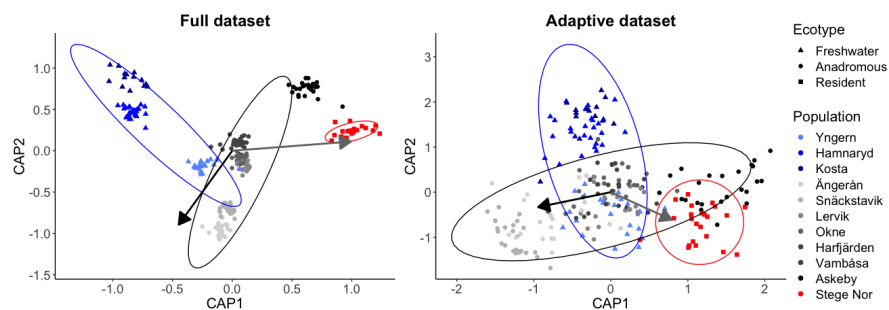 Full dataset
CAP2
1.0
0.5
0.0
-0.5
-1.0
-1.5
-1.0
-0.5
0.0
0.5
1.0
CAP1
Adaptive dataset
CAP2
3
2
1
0
-1
-2
-1
0
1
2
CAP1
Ecotype
Freshwater
Anadromous
Resident
Population
Yngern
Hamnaryd
Kosta
Ängerån
Snäckstavik
Lervik
Okne
Harfjärden
Vambåsa
Askeby
Stege Nor